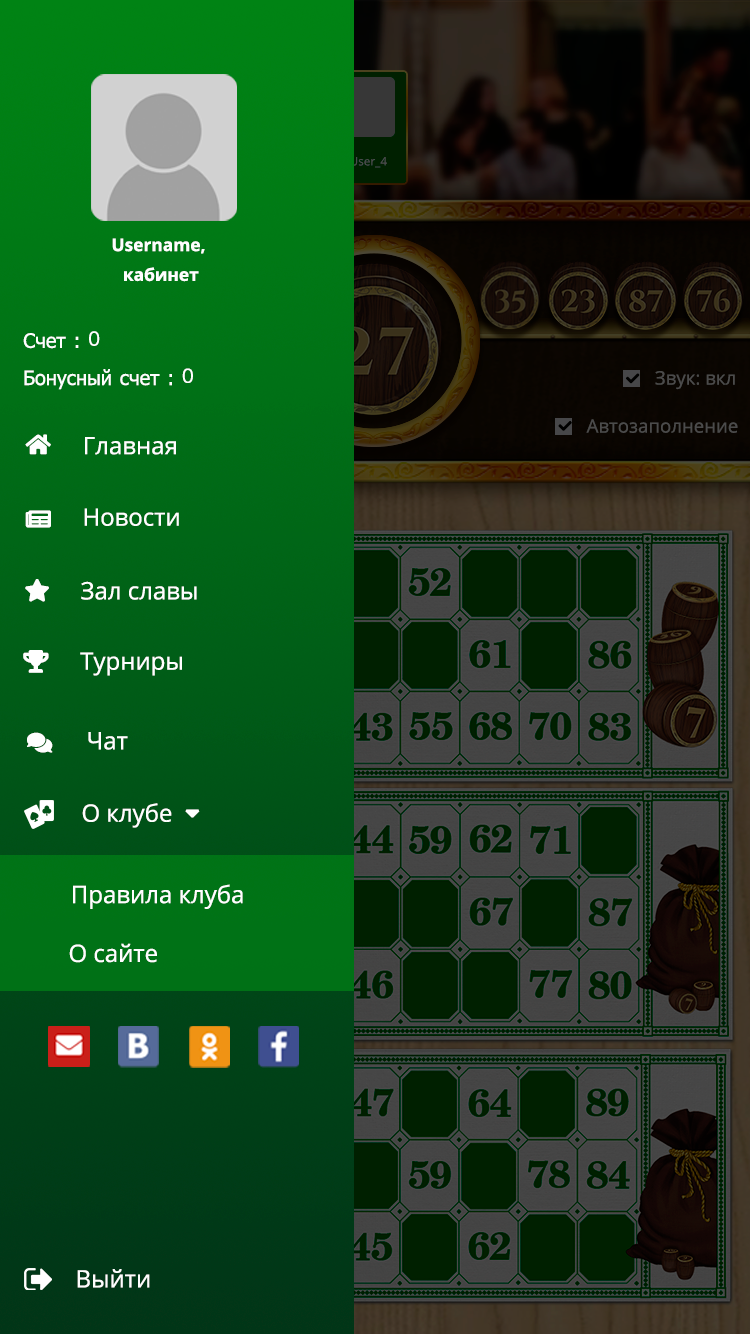 Username,
кабинет
Счет : 0
Бонусный счет : 0
Главная
Новости
Зал славы
Турниры
Чат
О клубе
Правила клуба
О сайте
Выйти
User_4
27
35 23 87 76
Звук: вкл
Автозаполнение
52
61 86
43 55 68 70 83
7
44 59 62 71
67 87
46 77 80
7
47 64 89
59 78 84
45 62